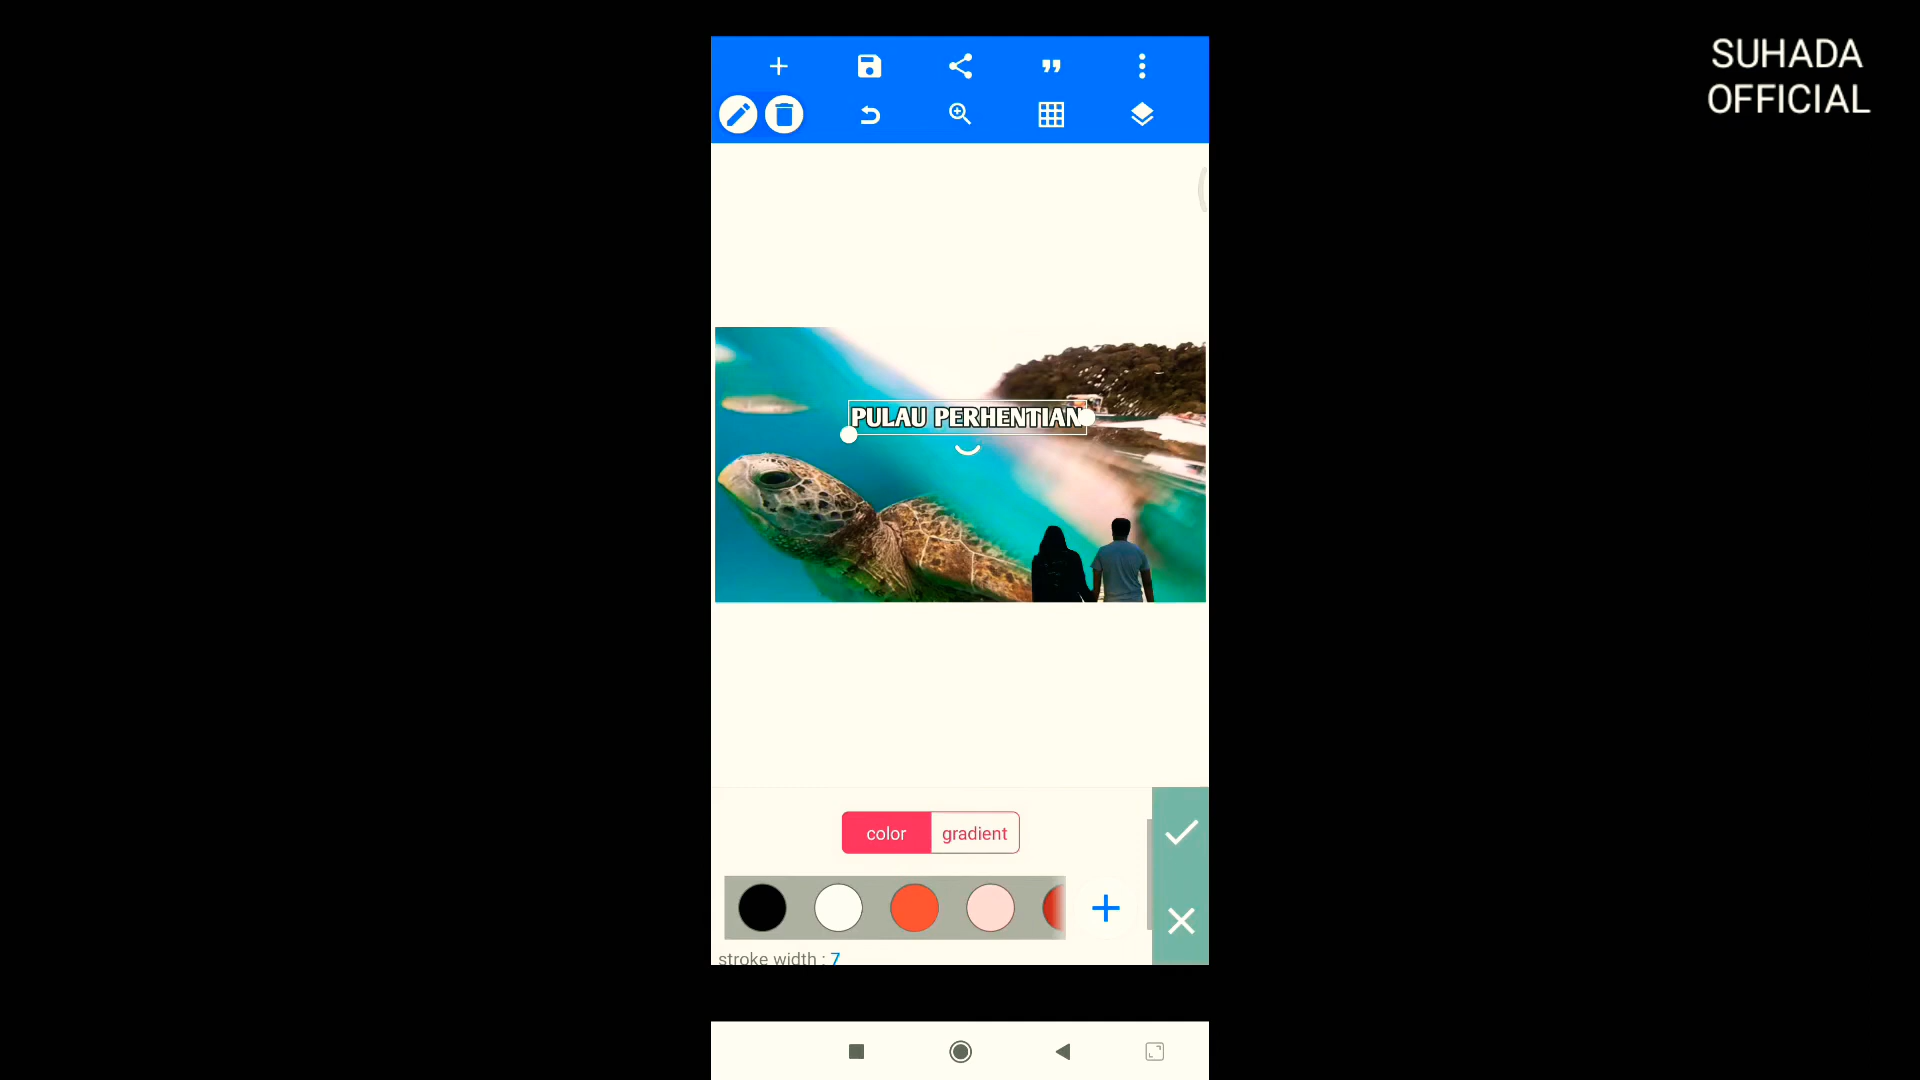 SUHADA
OFFICIAL
PULAU PERHENTIAN
color
gradient
stroke width : 7